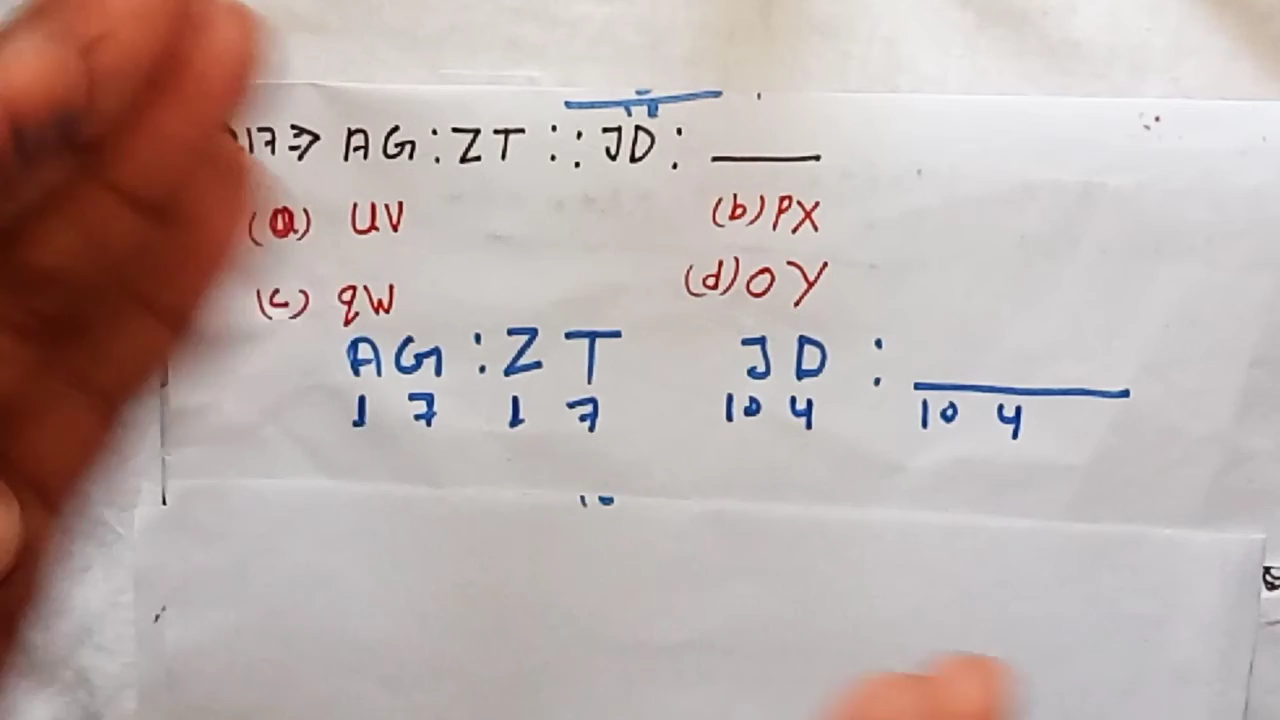 17⇒ AG:ZT::JD: ____
(a) UV (b) PX
(c) qW (d) OY
AG : ZT JD : ____
1 7 1 7 10 4 10 4